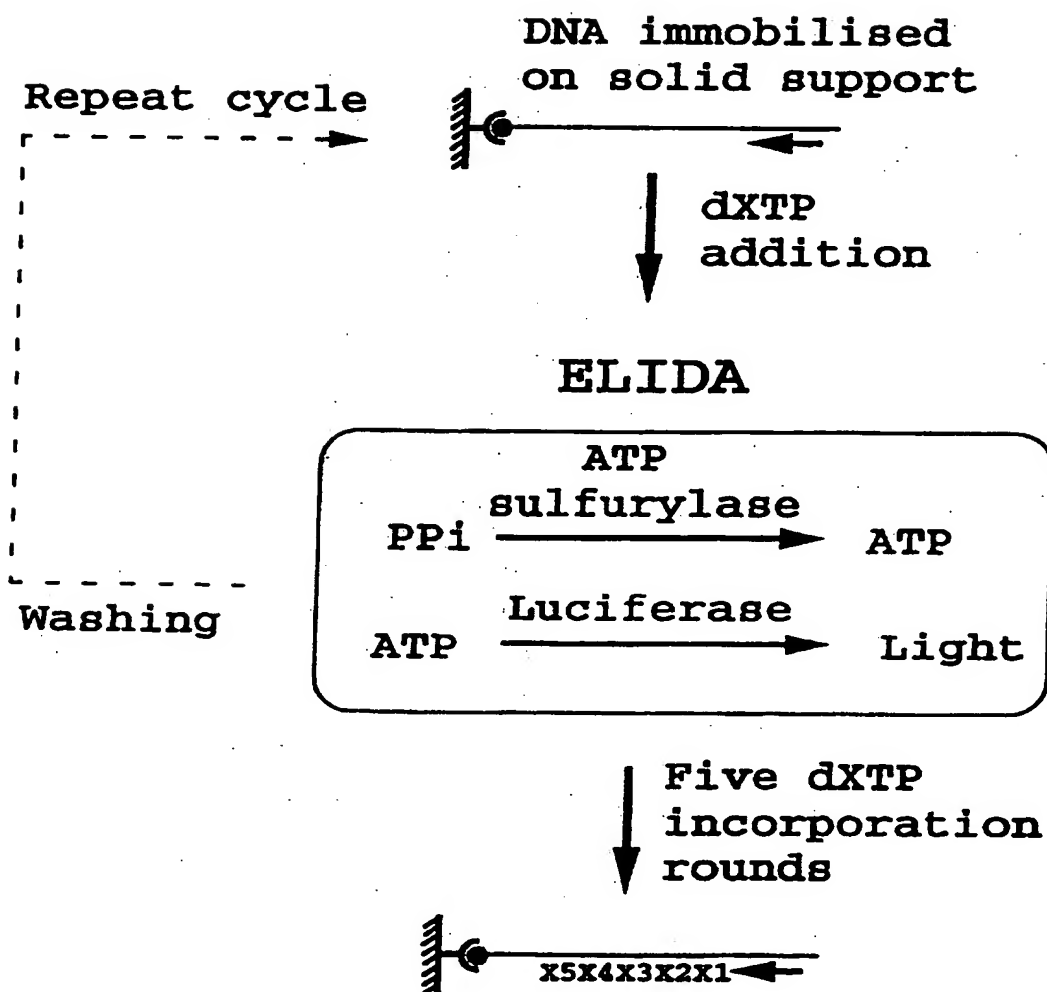 DNA immobilised
on solid support
Repeat cycle
dXTP
addition
ELIDA
ATP
sulfurylase
PPi
ATP
Washing
Luciferase
ATP
Light
Five dXTP
incorporation
rounds
X5X4X3X2X1